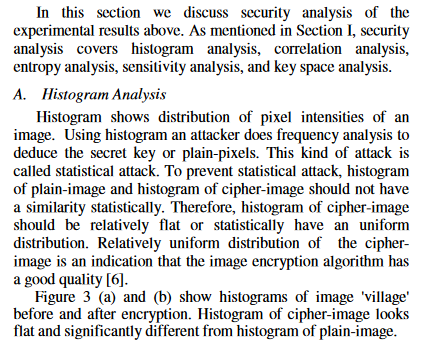 In this section we discuss security analysis of the
experimental results above. As mentioned in Section I, security
analysis covers histogram analysis, correlation analysis,
entropy analysis, sensitivity analysis, and key space analysis.
A. Histogram Analysis
Histogram shows distribution of pixel intensities of an
image. Using histogram an attacker does frequency analysis to
deduce the secret key or plain-pixels. This kind of attack is
called statistical attack. To prevent statistical attack, histogram
of plain-image and histogram of cipher-image should not have
a similarity statistically. Therefore, histogram of cipher-image
should be relatively flat or statistically have an uniform
distribution. Relatively uniform distribution of the cipher-
image is an indication that the image encryption algorithm has
a good quality [6].
Figure 3 (a) and (b) show histograms of image 'village'
before and after encryption. Histogram of cipher-image looks
flat and significantly different from histogram of plain-image.